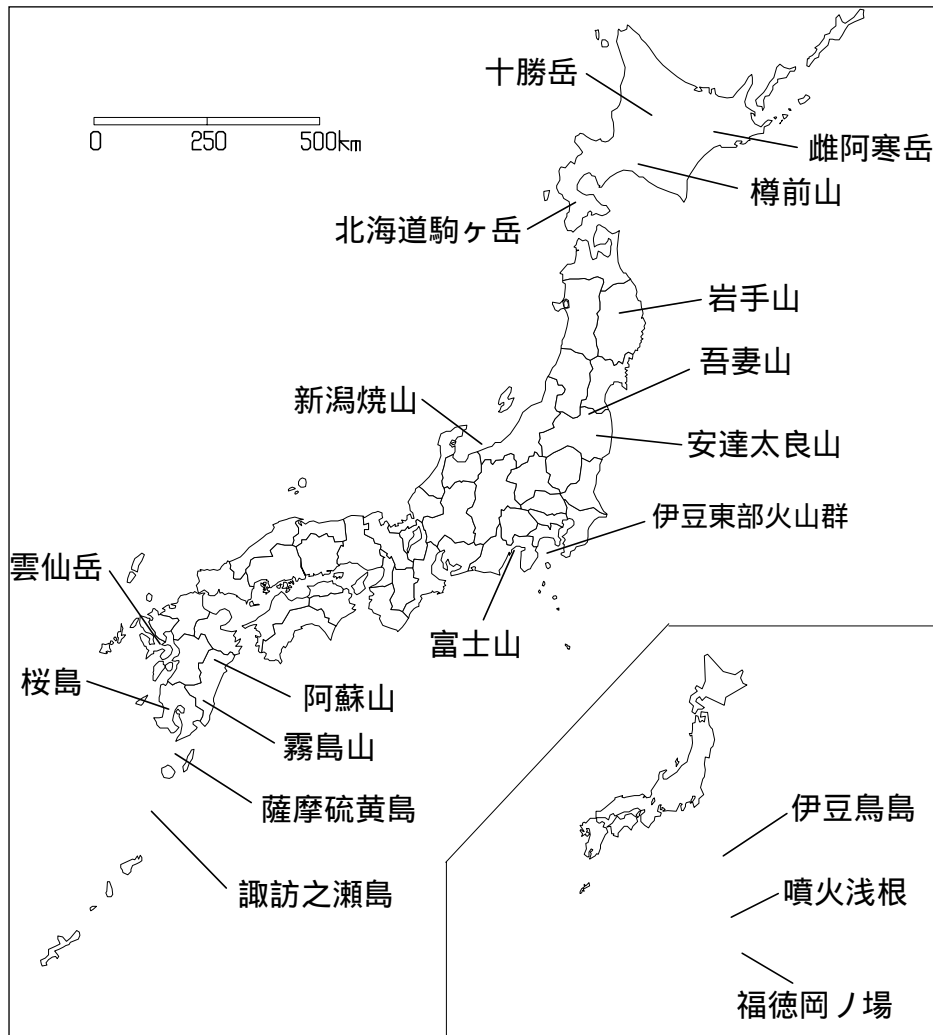 十勝岳
0 250 500km
雌阿寒岳
樽前山
北海道駒ヶ岳
岩手山
吾妻山
新潟焼山
安達太良山
伊豆東部火山群
雲仙岳
富士山
桜島
阿蘇山
霧島山
薩摩硫黄島
伊豆鳥島
諏訪之瀬島
噴火浅根
福徳岡ノ場